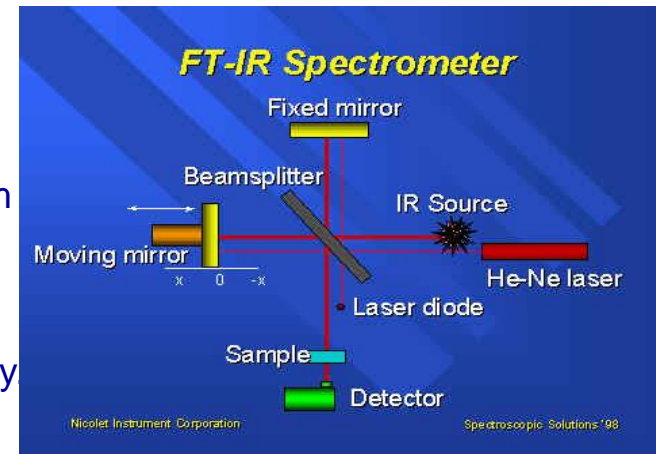 FT-IR Spectrometer
Fixed mirror
Beamsplitter
IR Source
Moving mirror
x 0 -x
He-Ne laser
Laser diode
Sample
Detector
Nicolet Instrument Corporation
Spectroscopic Solutions '98